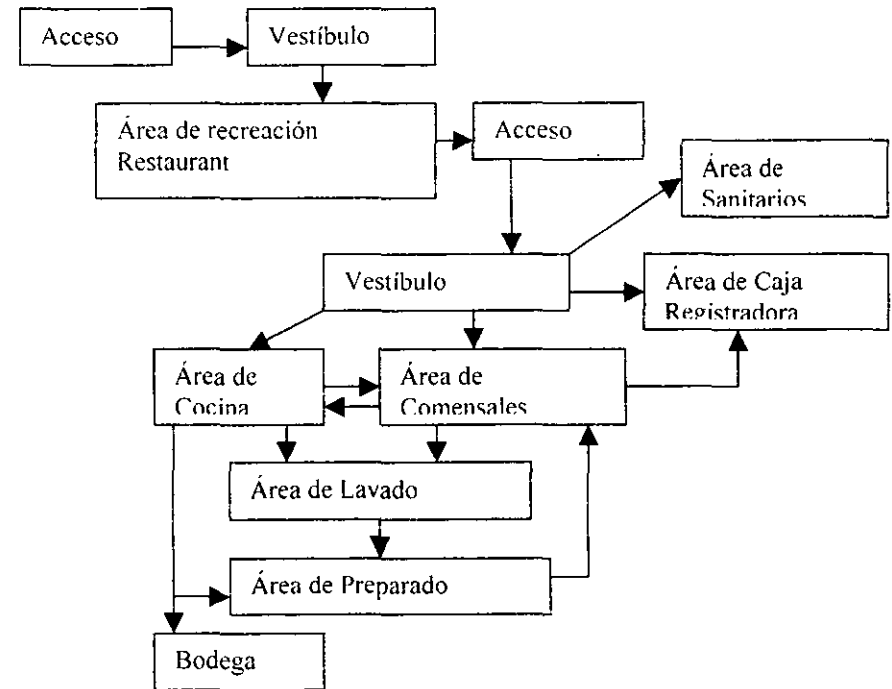 Acceso
Vestíbulo
Área de recreación
Restaurant
Acceso
Área de
Sanitarios
Vestíbulo
Área de Caja
Registradora
Área de
Cocina
Área de
Comensales
Área de Lavado
Área de Preparado
Bodega